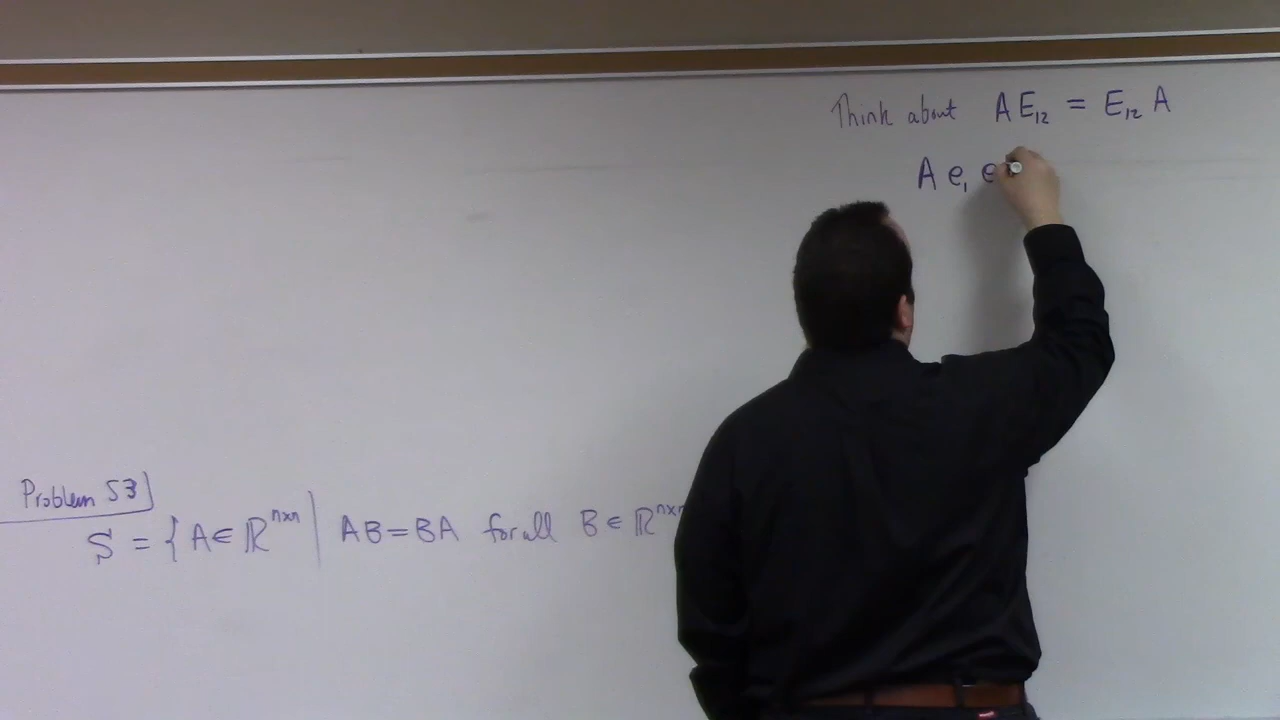 Think about A E₁₂ = E₁₂ A
A e₁ e
Problem 53
S = { A ∈ ℝⁿˣⁿ | AB = BA for all B ∈ ℝⁿˣⁿ